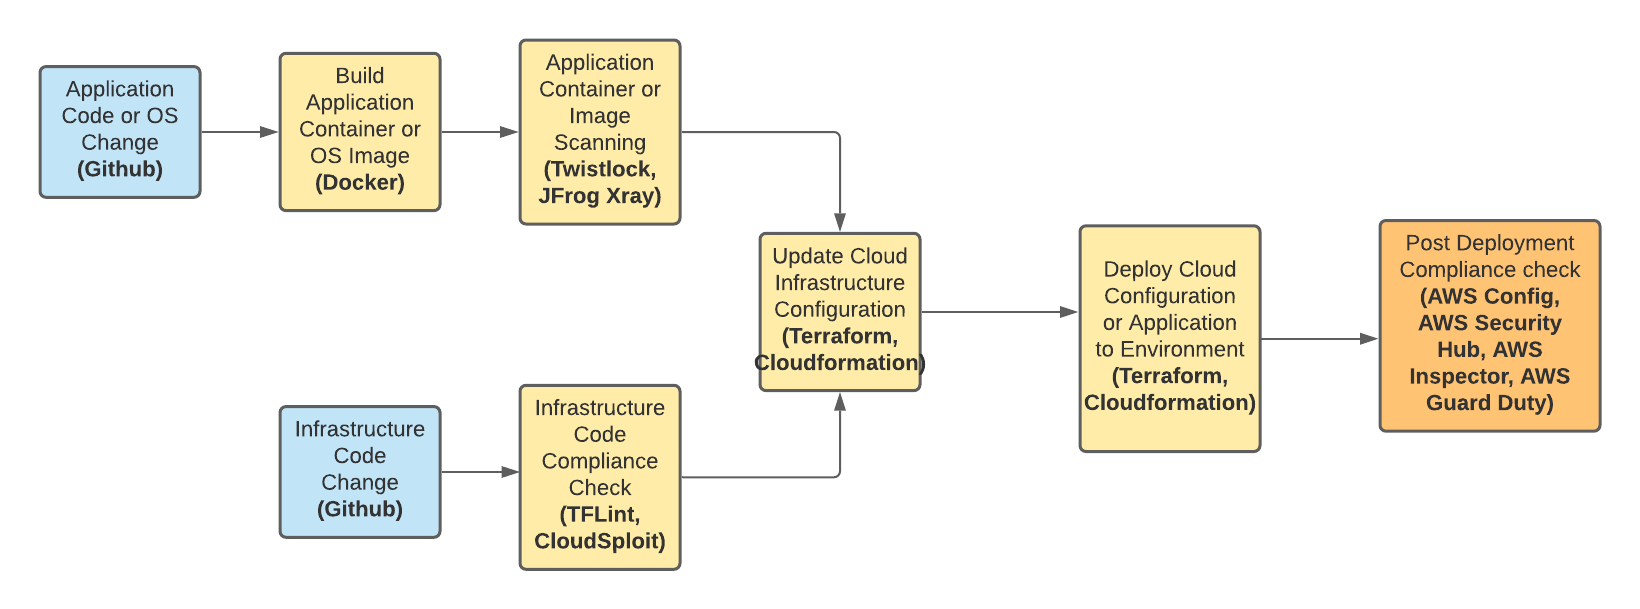 Application
Code or OS
Change
(Github)
Build
Application
Container or
OS Image
(Docker)
Application
Container or
Image
Scanning
(Twistlock,
JFrog Xray)
Update Cloud
Infrastructure
Configuration
(Terraform,
Cloudformation)
Infrastructure
Code
Change
(Github)
Infrastructure
Code
Compliance
Check
(TFLint,
CloudSploit)
Deploy Cloud
Configuration
or Application
to Environment
(Terraform,
Cloudformation)
Post Deployment
Compliance check
(AWS Config,
AWS Security
Hub, AWS
Inspector, AWS
Guard Duty)